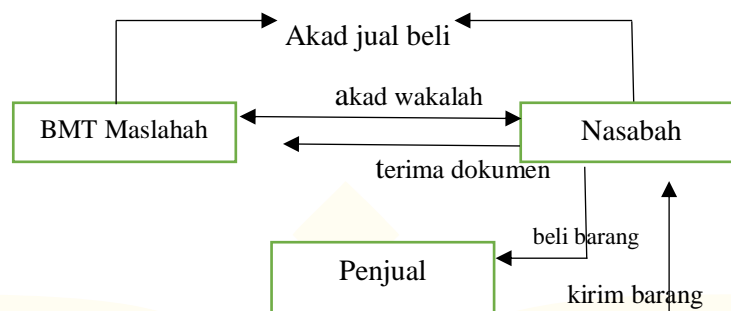 Akad jual beli
akad wakalah
BMT Maslahah
Nasabah
terima dokumen
beli barang
Penjual
kirim barang